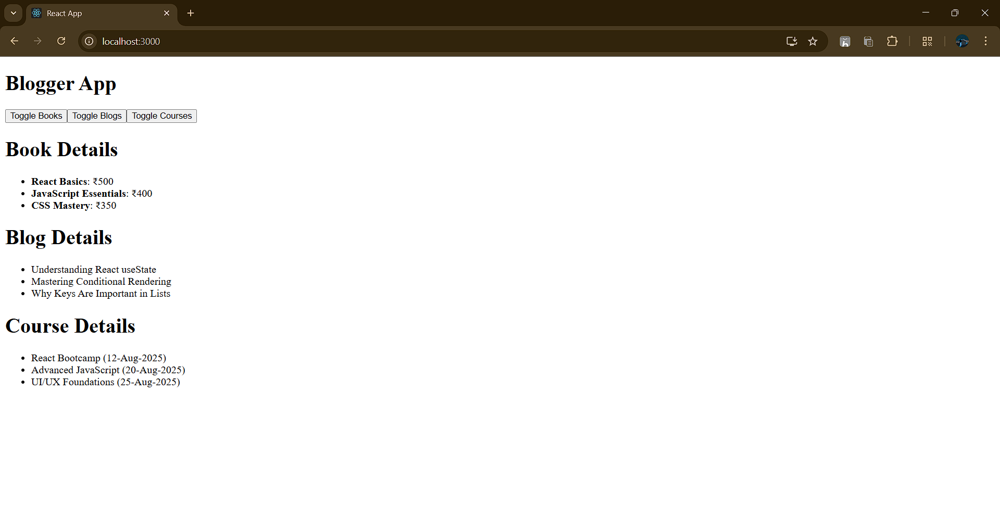 React App
localhost:3000
Blogger App
Toggle Books Toggle Blogs Toggle Courses
Book Details
• React Basics: ₹500
• JavaScript Essentials: ₹400
• CSS Mastery: ₹350
Blog Details
• Understanding React useState
• Mastering Conditional Rendering
• Why Keys Are Important in Lists
Course Details
• React Bootcamp (12-Aug-2025)
• Advanced JavaScript (20-Aug-2025)
• UI/UX Foundations (25-Aug-2025)